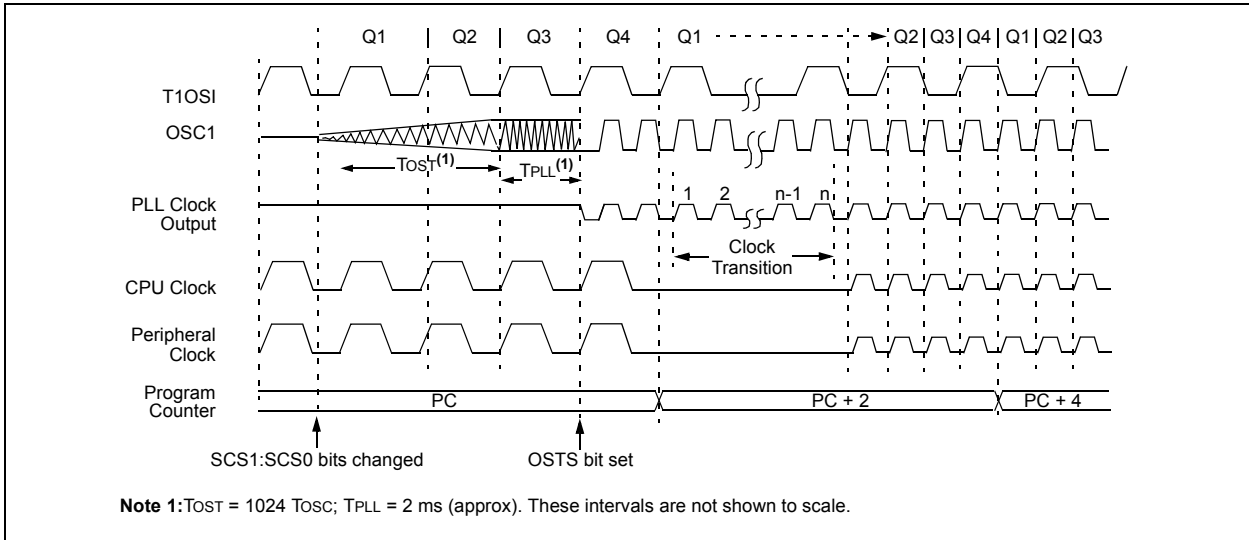 Q1 Q2 Q3 Q4 Q1 Q2 Q3 Q4 Q1 Q2 Q3
T1OSI
OSC1
TOST(1) TPLL(1)
1 2 n-1 n
PLL Clock
Output
Clock
Transition
CPU Clock
Peripheral
Clock
Program
Counter
PC PC + 2 PC + 4
SCS1:SCS0 bits changed OSTS bit set
Note 1:TOST = 1024 TOSC; TPLL = 2 ms (approx). These intervals are not shown to scale.